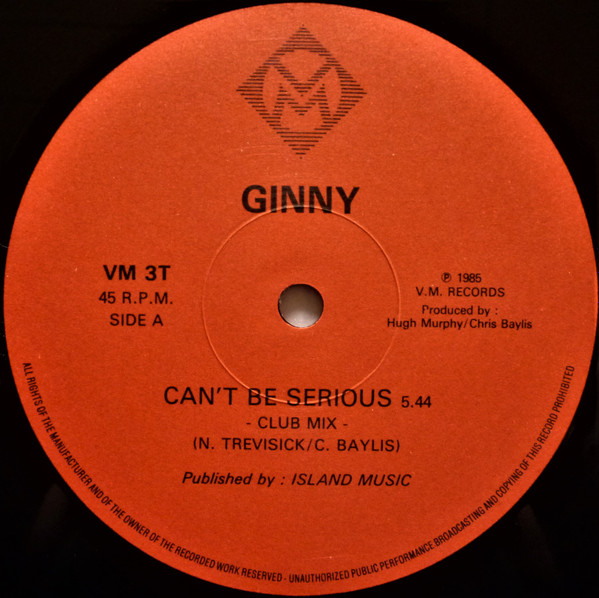 VM
GINNY
VM 3T
45 R.P.M.
SIDE A
℗ 1985
V.M. RECORDS
Produced by :
Hugh Murphy/Chris Baylis
CAN'T BE SERIOUS 5.44
- CLUB MIX -
(N. TREVISICK/C. BAYLIS)
Published by : ISLAND MUSIC
ALL RIGHTS OF THE MANUFACTURER AND OF THE OWNER OF THE RECORDED WORK RESERVED - UNAUTHORIZED PUBLIC PERFORMANCE BROADCASTING AND COPYING OF THIS RECORD PROHIBITED